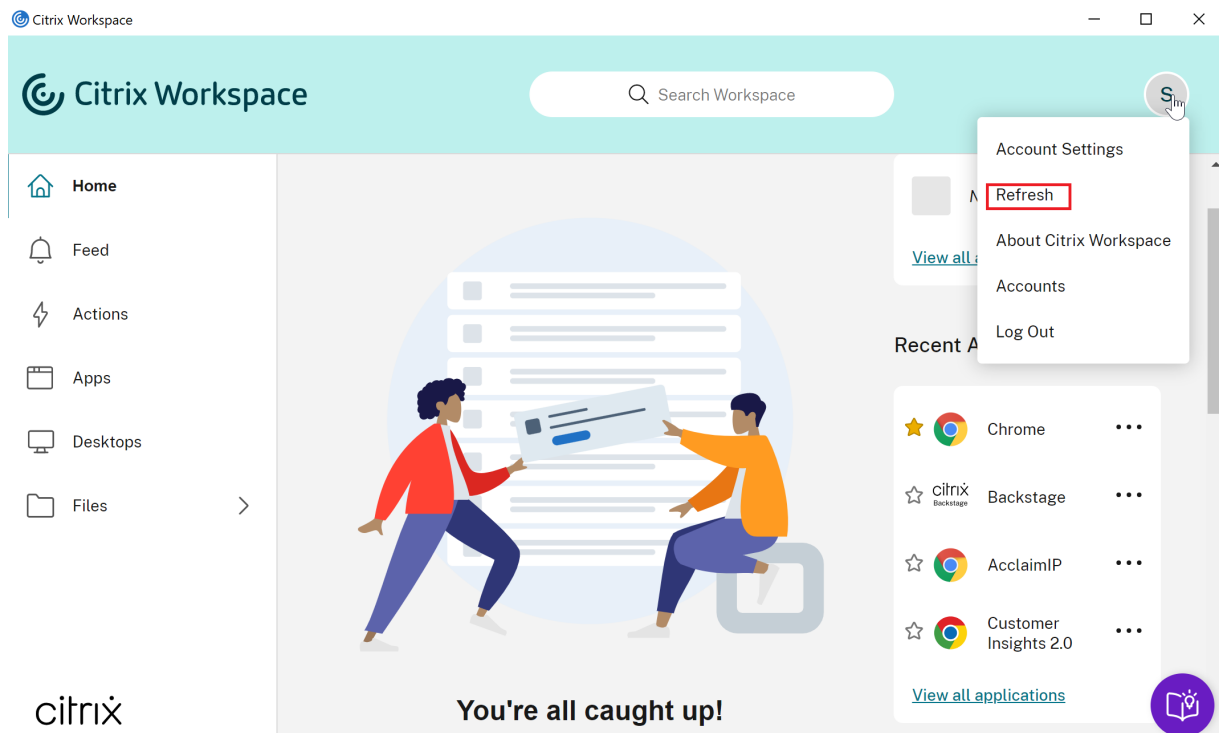 Citrix Workspace
Citrix Workspace
Search Workspace
S
Account Settings
Refresh
About Citrix Workspace
Accounts
Log Out
Home
Feed
Actions
Apps
Desktops
Files
citrix
You're all caught up!
View all
Recent A
Chrome
citrix
Backstage
Backstage
AcclaimIP
Customer
Insights 2.0
View all applications